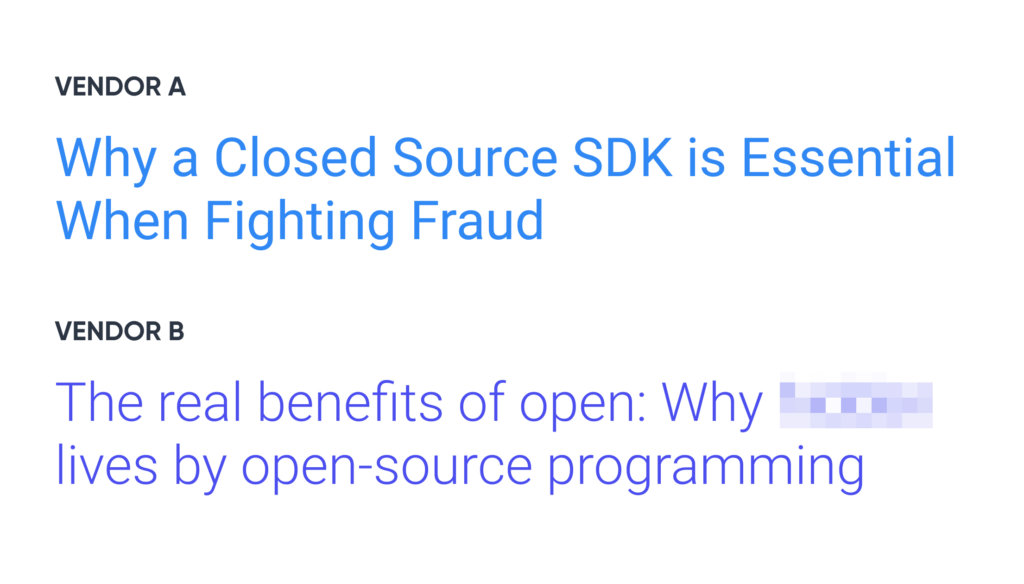 VENDOR A
Why a Closed Source SDK is Essential
When Fighting Fraud
VENDOR B
The real benefits of open: Why
lives by open-source programming